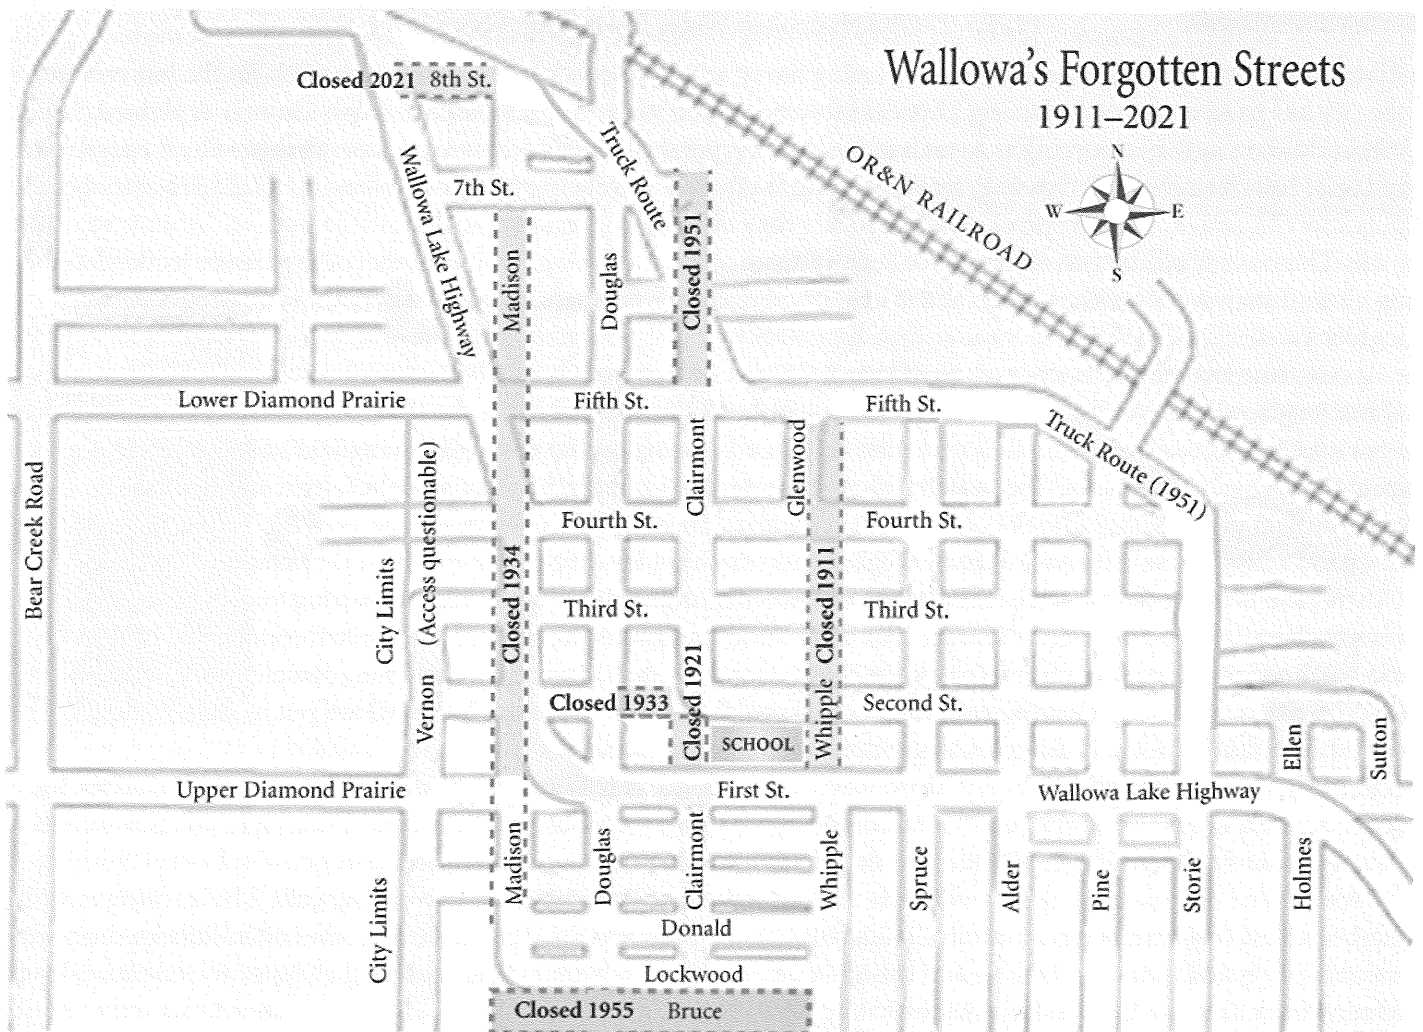 Wallowa's Forgotten Streets
1911–2021
Closed 2021 8th St.
N
W
E
S
OR&N RAILROAD
Truck Route
Wallowa Lake Highway
7th St.
Madison
Douglas
Closed 1951
Lower Diamond Prairie
Fifth St.
Fifth St.
Truck Route (1951)
Clairmont
Glenwood
Bear Creek Road
City Limits
Vernon (Access questionable)
Fourth St.
Fourth St.
Closed 1934
Closed 1911
Third St.
Third St.
Closed 1921
Closed 1933
Whipple
Second St.
SCHOOL
Ellen
Sutton
Upper Diamond Prairie
First St.
Wallowa Lake Highway
City Limits
Madison
Douglas
Clairmont
Whipple
Spruce
Alder
Pine
Storie
Holmes
Donald
Lockwood
Closed 1955 Bruce